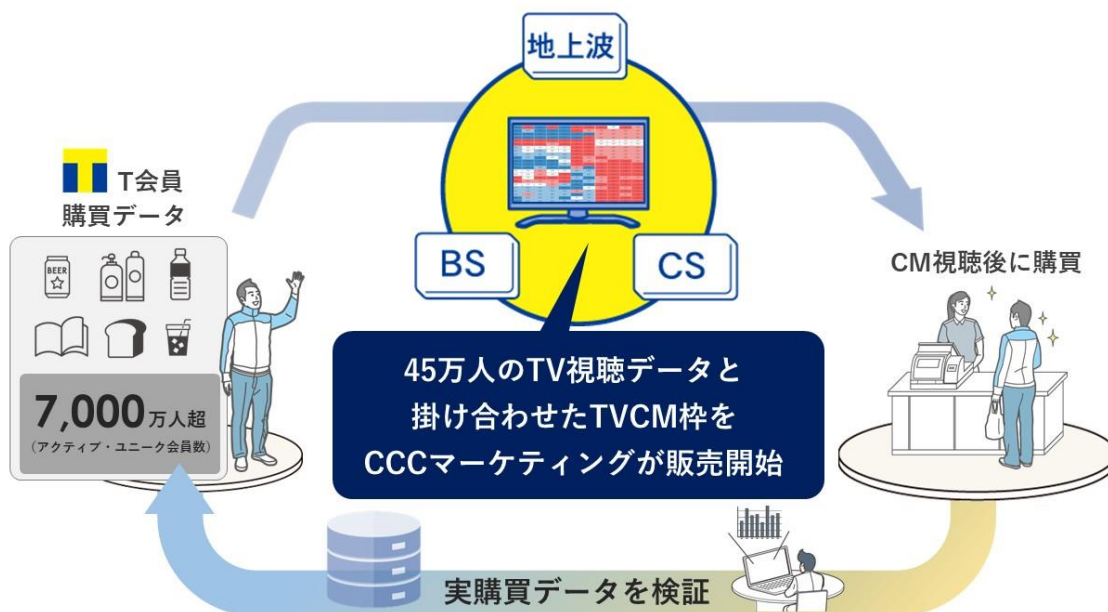 地上波
BS
CS
T会員
購買データ
BEER
7,000万人超
(アクティブ・ユニーク会員数)
45万人のTV視聴データと
掛け合わせたTVCM枠を
CCCマーケティングが販売開始
CM視聴後に購買
実購買データを検証